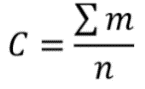 C = ∑ m / n